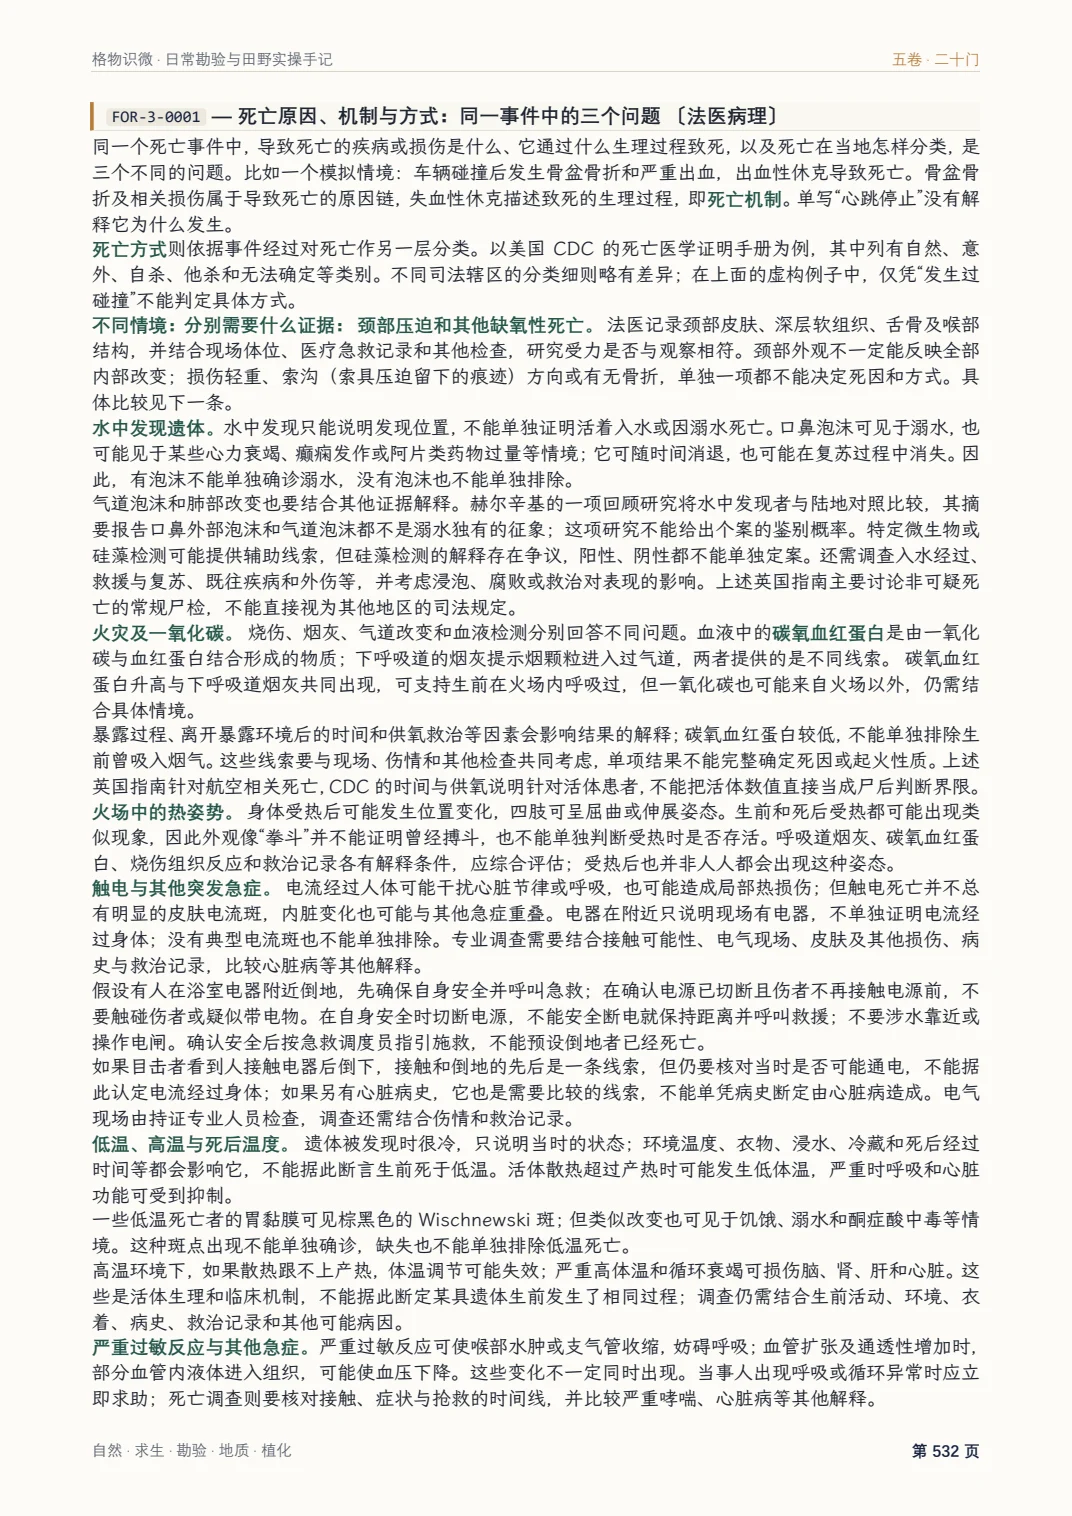 格物识微 · 日常勘验与田野实操手记
五卷 · 二十门
FOR-3-0001 — 死亡原因、机制与方式：同一事件中的三个问题 〔法医病理〕
同一个死亡事件中，导致死亡的疾病或损伤是什么、它通过什么生理过程致死，以及死亡在当地怎样分类，是
三个不同的问题。比如一个模拟情境：车辆碰撞后发生骨盆骨折和严重出血，出血性休克导致死亡。骨盆骨
折及相关损伤属于导致死亡的原因链，失血性休克描述致死的生理过程，即死亡机制。单写“心跳停止”没有解
释它为什么发生。
死亡方式则依据事件经过对死亡作另一层分类。以美国 CDC 的死亡医学证明手册为例，其中列有自然、意
外、自杀、他杀和无法确定等类别。不同司法辖区的分类细则略有差异；在上面的虚构例子中，仅凭“发生过
碰撞”不能判定具体方式。
不同情境：分别需要什么证据： 颈部压迫和其他缺氧性死亡。 法医记录颈部皮肤、深层软组织、舌骨及喉部
结构，并结合现场体位、医疗急救记录和其他检查，研究受力是否与观察相符。颈部外观不一定能反映全部
内部改变；损伤轻重、索沟（索具压迫留下的痕迹）方向或有无骨折，单独一项都不能决定死因和方式。具
体比较见下一条。
水中发现遗体。水中发现只能说明发现位置，不能单独证明活着入水或因溺水死亡。口鼻泡沫可见于溺水，也
可能见于某些心力衰竭、癫痫发作或阿片类药物过量等情境；它可随时间消退，也可能在复苏过程中消失。因
此，有泡沫不能单独确诊溺水，没有泡沫也不能单独排除。
气道泡沫和肺部改变也要结合其他证据解释。赫尔辛基的一项回顾研究将水中发现者与陆地对照比较，其摘
要报告口鼻外部泡沫和气道泡沫都不是溺水独有的征象；这项研究不能给出个案的鉴别概率。特定微生物或
硅藻检测可能提供辅助线索，但硅藻检测的解释存在争议，阳性、阴性都不能单独定案。还需调查入水经过、
救援与复苏、既往疾病和外伤等，并考虑浸泡、腐败或救治对表现的影响。上述英国指南主要讨论非可疑死
亡的常规尸检，不能直接视为其他地区的司法规定。
火灾及一氧化碳。 烧伤、烟灰、气道改变和血液检测分别回答不同问题。血液中的碳氧血红蛋白是由一氧化
碳与血红蛋白结合形成的物质；下呼吸道的烟灰提示烟颗粒进入过气道，两者提供的是不同线索。 碳氧血红
蛋白升高与下呼吸道烟灰共同出现，可支持生前在火场内呼吸过，但一氧化碳也可能来自火场以外，仍需结
合具体情境。
暴露过程、离开暴露环境后的时间和供氧救治等因素会影响结果的解释；碳氧血红蛋白较低，不能单独排除生
前曾吸入烟气。这些线索要与现场、伤情和其他检查共同考虑，单项结果不能完整确定死因或起火性质。上述
英国指南针对航空相关死亡，CDC 的时间与供氧说明针对活体患者，不能把活体数值直接当成尸后判断界限。
火场中的热姿势。 身体受热后可能发生位置变化，四肢可呈屈曲或伸展姿态。生前和死后受热都可能出现类
似现象，因此外观像“拳斗”并不能证明曾经搏斗，也不能单独判断受热时是否存活。呼吸道烟灰、碳氧血红蛋
白、烧伤组织反应和救治记录各有解释条件，应综合评估；受热后也并非人人都会出现这种姿态。
触电与其他突发急症。 电流经过人体可能干扰心脏节律或呼吸，也可能造成局部热损伤；但触电死亡并不总
有明显的皮肤电流斑，内脏变化也可能与其他急症重叠。电器在附近只说明现场有电器，不单独证明电流经
过身体；没有典型电流斑也不能单独排除。专业调查需要结合接触可能性、电气现场、皮肤及其他损伤、病
史与救治记录，比较心脏病等其他解释。
假设有人在浴室电器附近倒地，先确保自身安全并呼叫急救；在确认电源已切断且伤者不再接触电源前，不
要触碰伤者或疑似带电物。在自身安全时切断电源，不能安全断电就保持距离并呼叫救援；不要涉水靠近或
操作电闸。确认安全后按急救调度员指引施救，不能预设倒地者已经死亡。
如果目击者看到人接触电器后倒下，接触和倒地的先后是一条线索，但仍要核对当时是否可能通电，不能据
此认定电流经过身体；如果另有心脏病史，它也是需要比较的线索，不能单凭病史断定由心脏病造成。电气
现场由持证专业人员检查，调查还需结合伤情和救治记录。
低温、高温与死后温度。 遗体被发现时很冷，只说明当时的状态；环境温度、衣物、浸水、冷藏和死后经过
时间等都会影响它，不能据此断言生前死于低温。活体散热超过产热时可能发生低体温，严重时呼吸和心脏
功能可受到抑制。
一些低温死亡者的胃黏膜可见棕黑色的 Wischnewski 斑；但类似改变也可见于饥饿、溺水和酮症酸中毒等情
境。这种斑点出现不能单独确诊，缺失也不能单独排除低温死亡。
高温环境下，如果散热跟不上产热，体温调节可能失效；严重高体温和循环衰竭可损伤脑、肾、肝和心脏。这
些是活体生理和临床机制，不能据此断定某具遗体生前发生了相同过程；调查仍需结合生前活动、环境、衣
着、病史、救治记录和其他可能病因。
严重过敏反应与其他急症。严重过敏反应可使喉部水肿或支气管收缩，妨碍呼吸；血管扩张及通透性增加时，
部分血管内液体进入组织，可能使血压下降。这些变化不一定同时出现。当事人出现呼吸或循环异常时应立
即求助；死亡调查则要核对接触、症状与抢救的时间线，并比较严重哮喘、心脏病等其他解释。
自然 · 求生 · 勘验 · 地质 · 植化
第 532 页